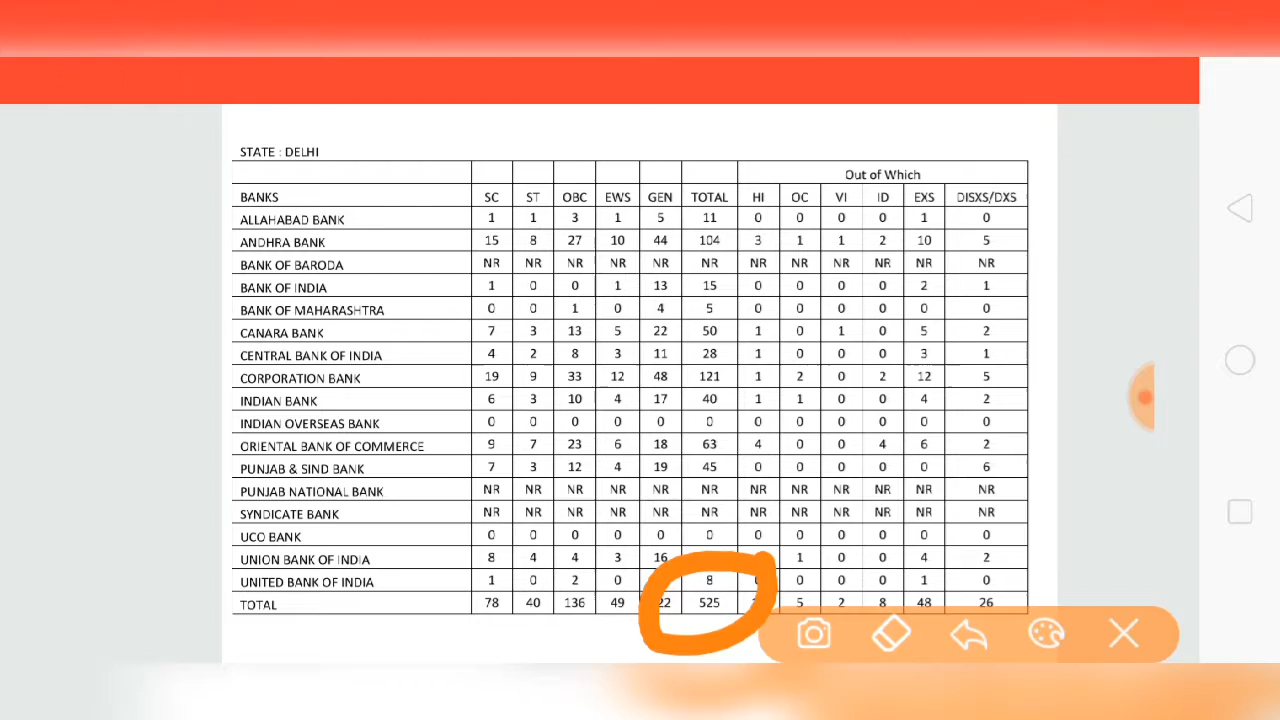 STATE : DELHI
Out of Which
BANKS SC ST OBC EWS GEN TOTAL HI OC VI ID EXS DISXS/DXS
ALLAHABAD BANK 1 1 3 1 5 11 0 0 0 0 1 0
ANDHRA BANK 15 8 27 10 44 104 3 1 1 2 10 5
BANK OF BARODA NR NR NR NR NR NR NR NR NR NR NR NR
BANK OF INDIA 1 0 0 1 13 15 0 0 0 0 2 1
BANK OF MAHARASHTRA 0 0 1 0 4 5 0 0 0 0 0 0
CANARA BANK 7 3 13 5 22 50 1 0 1 0 5 2
CENTRAL BANK OF INDIA 4 2 8 3 11 28 1 0 0 0 3 1
CORPORATION BANK 19 9 33 12 48 121 1 2 0 2 12 5
INDIAN BANK 6 3 10 4 17 40 1 1 0 0 4 2
INDIAN OVERSEAS BANK 0 0 0 0 0 0 0 0 0 0 0 0
ORIENTAL BANK OF COMMERCE 9 7 23 6 18 63 4 0 0 4 6 2
PUNJAB & SIND BANK 7 3 12 4 19 45 0 0 0 0 0 6
PUNJAB NATIONAL BANK NR NR NR NR NR NR NR NR NR NR NR NR
SYNDICATE BANK NR NR NR NR NR NR NR NR NR NR NR NR
UCO BANK 0 0 0 0 0 0 0 0 0 0 0 0
UNION BANK OF INDIA 8 4 4 3 16 1 0 0 4 2
UNITED BANK OF INDIA 1 0 2 0 8 0 0 0 1 0
TOTAL 78 40 136 49 525 5 2 8 48 26